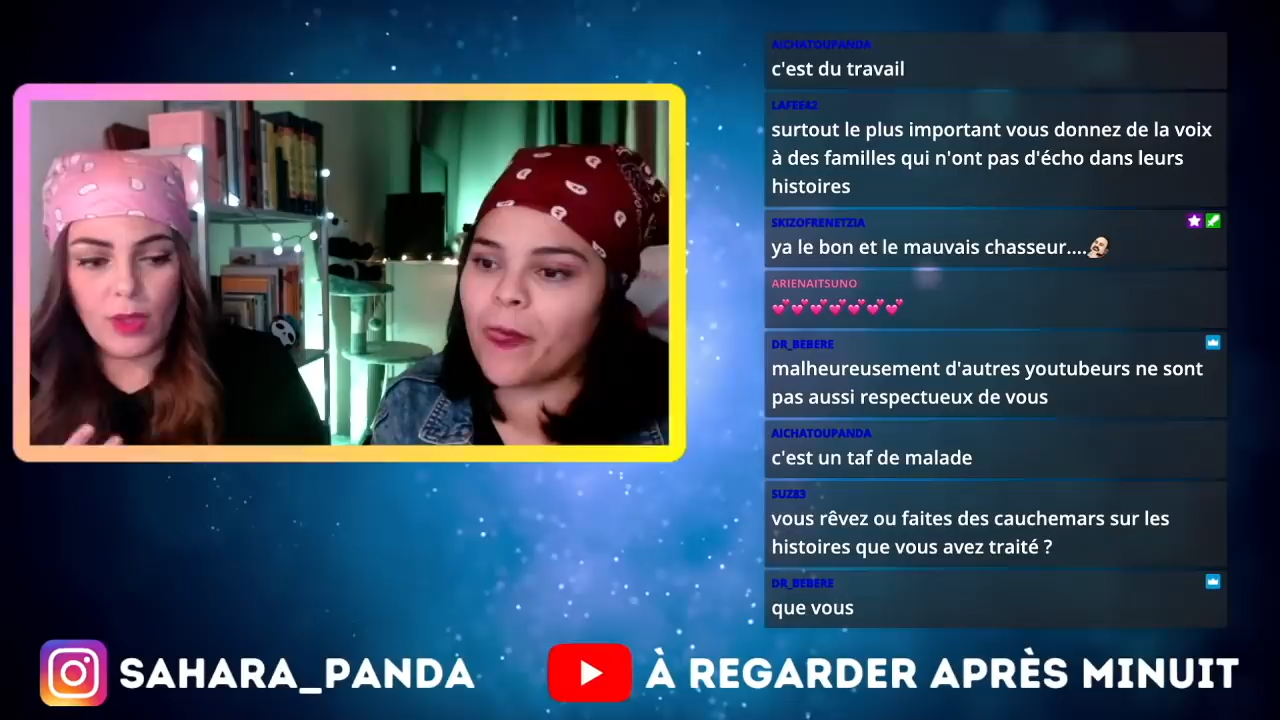 AICHATOUPANDA
c'est du travail
LAFEE42
surtout le plus important vous donnez de la voix
à des familles qui n'ont pas d'écho dans leurs
histoires
SKIZOFRENETZIA
ya le bon et le mauvais chasseur....
ARIENAITSUNO
DR_BEBERE
malheureusement d'autres youtubeurs ne sont
pas aussi respectueux de vous
AICHATOUPANDA
c'est un taf de malade
SUZ83
vous rêvez ou faites des cauchemars sur les
histoires que vous avez traité ?
DR_BEBERE
que vous
SAHARA_PANDA
À REGARDER APRÈS MINUIT